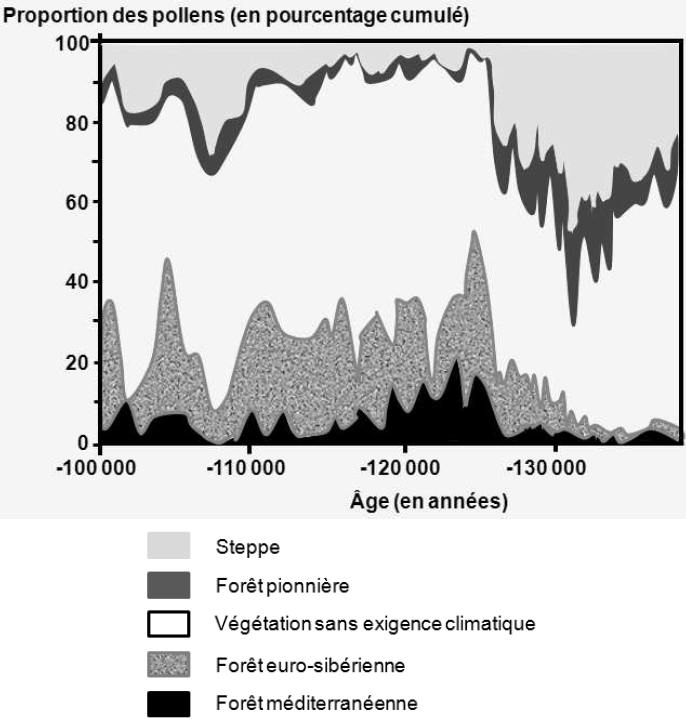 Proportion des pollens (en pourcentage cumulé)
100
80
60
40
20
0
-100 000 -110 000 -120 000 -130 000
Âge (en années)
Steppe
Forêt pionnière
Végétation sans exigence climatique
Forêt euro-sibérienne
Forêt méditerranéenne